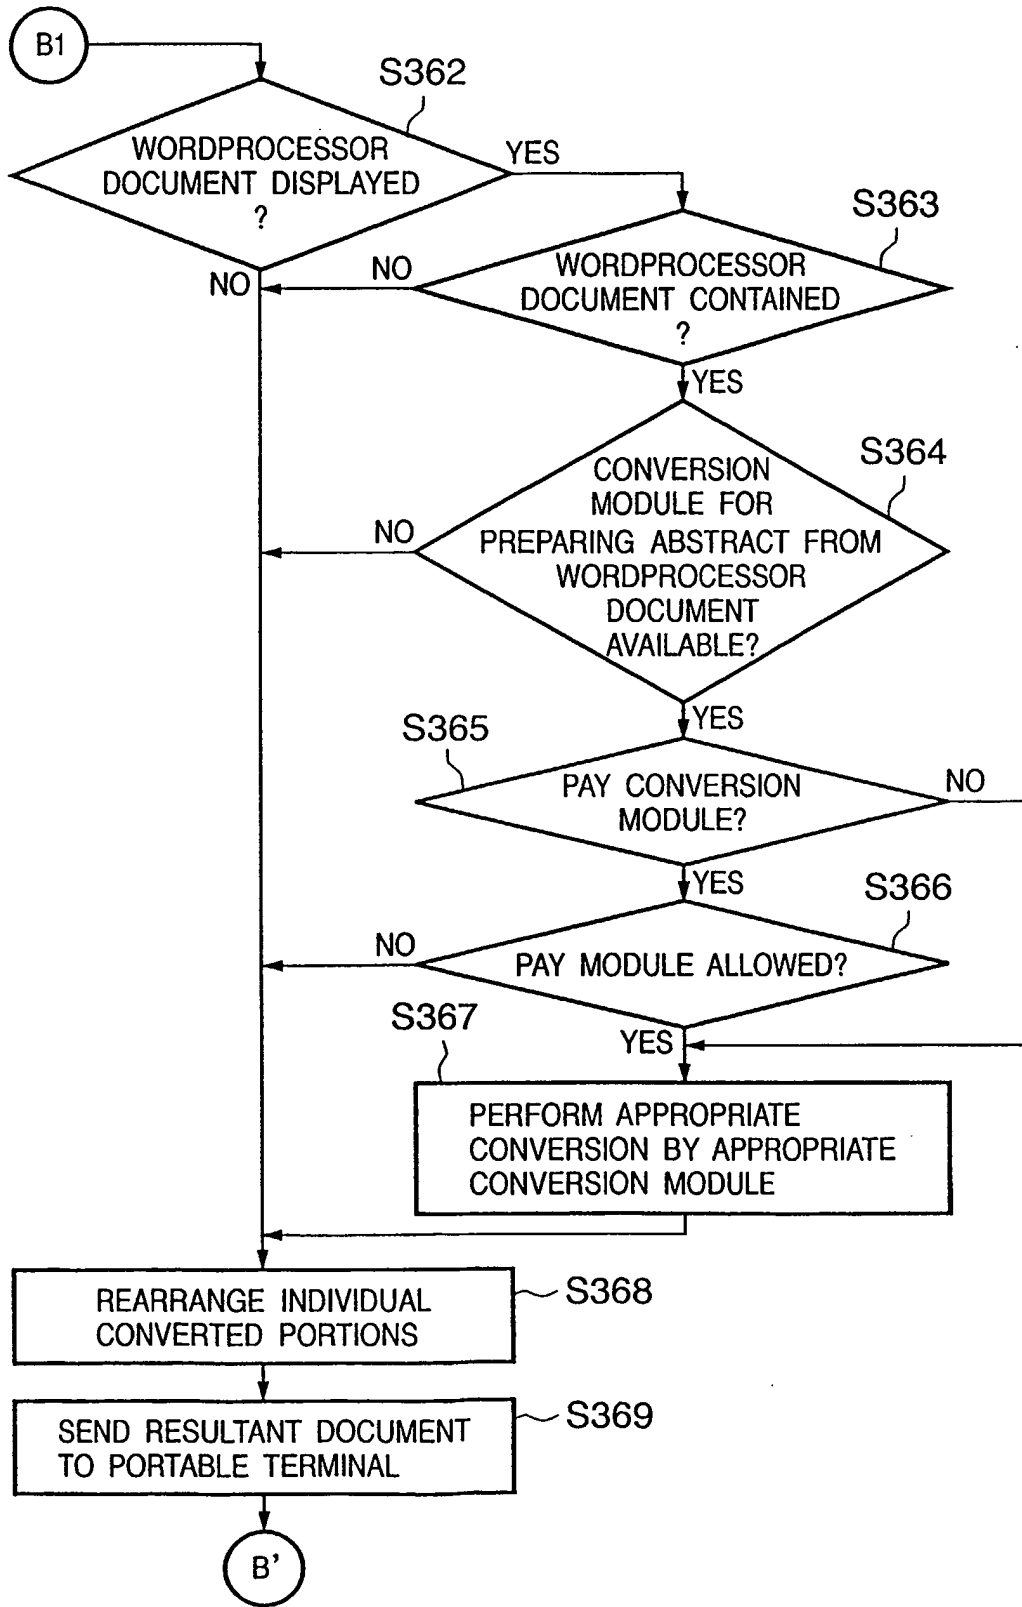 B1
S362
WORDPROCESSOR
DOCUMENT DISPLAYED
?
YES
NO
S363
WORDPROCESSOR
DOCUMENT CONTAINED
?
NO
YES
S364
CONVERSION
MODULE FOR
PREPARING ABSTRACT FROM
WORDPROCESSOR
DOCUMENT
AVAILABLE?
NO
YES
S365
PAY CONVERSION
MODULE?
NO
YES
S366
PAY MODULE ALLOWED?
NO
YES
S367
PERFORM APPROPRIATE
CONVERSION BY APPROPRIATE
CONVERSION MODULE
REARRANGE INDIVIDUAL
CONVERTED PORTIONS
S368
SEND RESULTANT DOCUMENT
TO PORTABLE TERMINAL
S369
B'